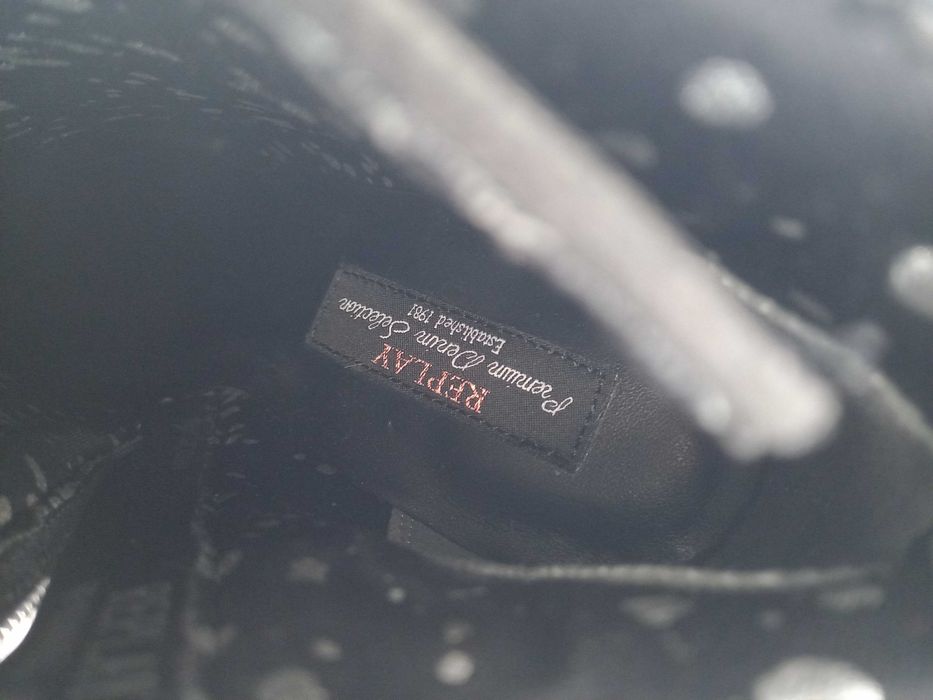 REPLAY
Premium Denim Selection
Established 1981